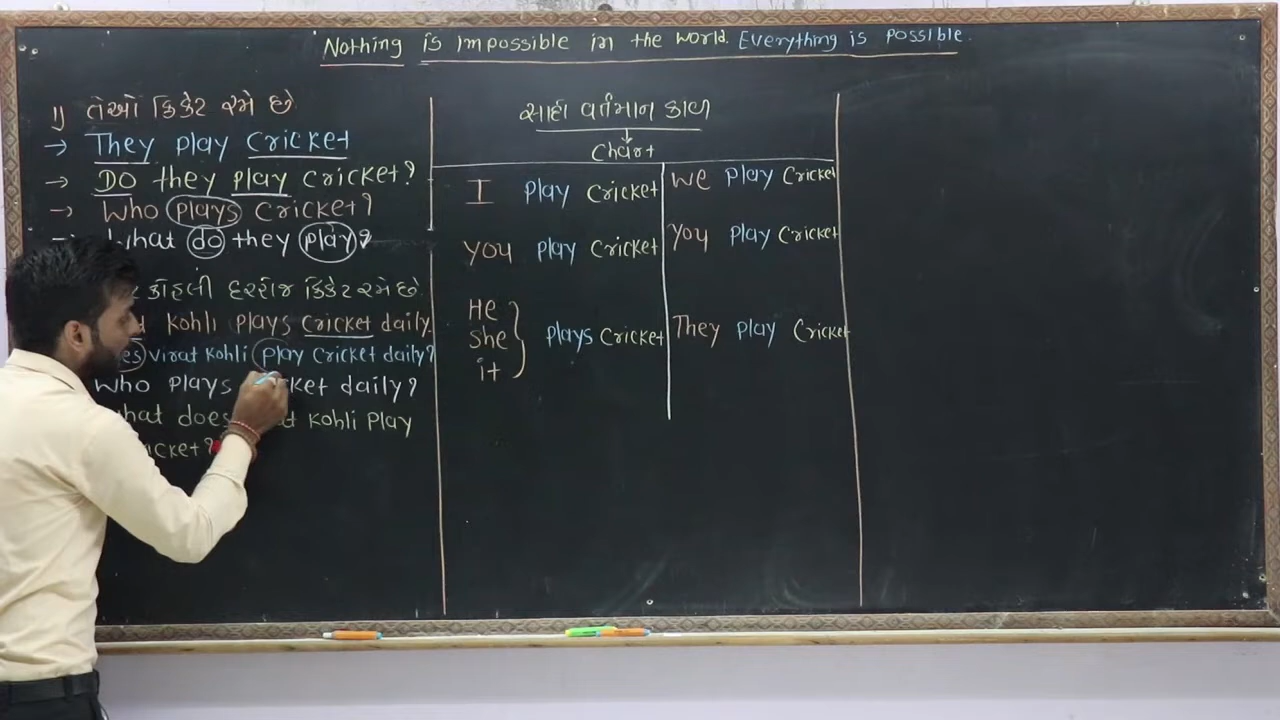 Nothing is impossible in the world. Everything is possible.
1) તેઓ ક્રિકેટ રમે છે
→ They play Cricket
→ DO they play cricket?
→ Who plays Cricket?
→ What do they play?
કોહલી દરરોજ ક્રિકેટ રમે છે.
kohli plays Cricket daily
virat kohli play Cricket daily?
who plays daily?
does kohli play
સાદો વર્તમાન કાળ
↓
Chart
I play Cricket
you play Cricket
He
she
it
plays Cricket
we play Cricket
you play Cricket
They play Cricket